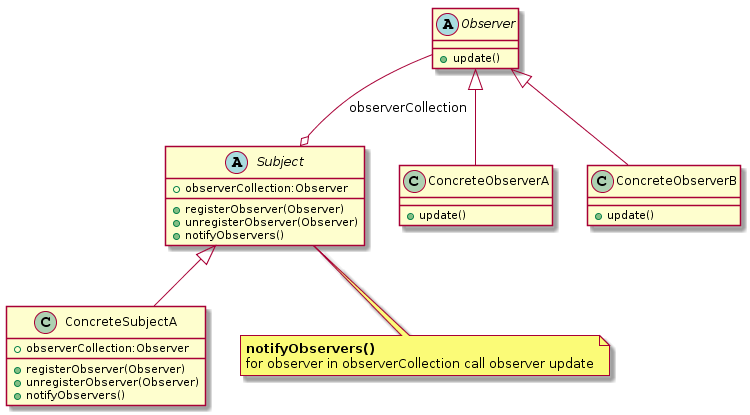 A Observer
update()
observerCollection
A Subject
observerCollection:Observer
registerObserver(Observer)
unregisterObserver(Observer)
notifyObservers()
C ConcreteObserverA
update()
C ConcreteObserverB
update()
C ConcreteSubjectA
observerCollection:Observer
registerObserver(Observer)
unregisterObserver(Observer)
notifyObservers()
notifyObservers()
for observer in observerCollection call observer update